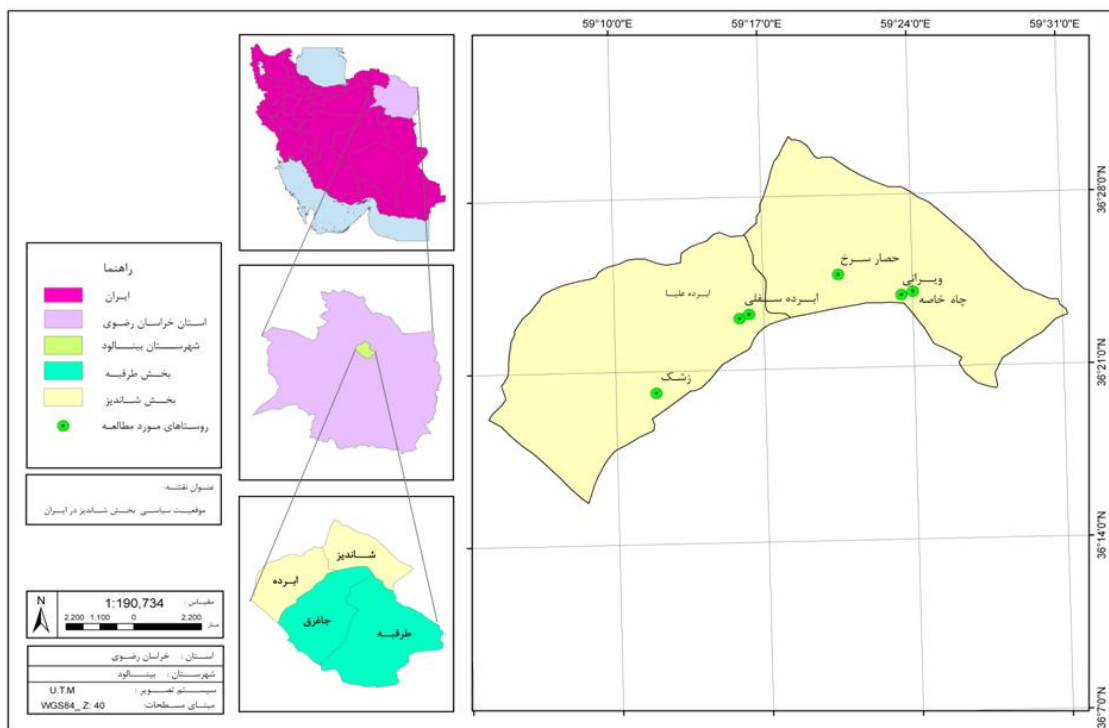 59°10'0"E 59°17'0"E 59°24'0"E 59°31'0"E
36°28'0"N
36°21'0"N
36°14'0"N
36°7'0"N
حصار سرخ
ویرانی
چاه خاصه
ابرده علیا
ابرده سفلی
زشک
راهنما
ایران
استان خراسان رضوی
شهرستان بینالود
بخش طرقبه
بخش شاندیز
روستاهای مورد مطالعه
عنوان نقشه:
موقعیت سیاسی بخش شاندیز در ایران
شاندیز
ابرده
جاغرق
طرقبه
N
مقیاس : 1:190,734
2,200 1,100 0 2,200 متر
استان : خراسان رضوی
شهرستان : بینالود
سیستم تصویر : U.T.M
مبنای مسطحات: WGS84_ Z: 40